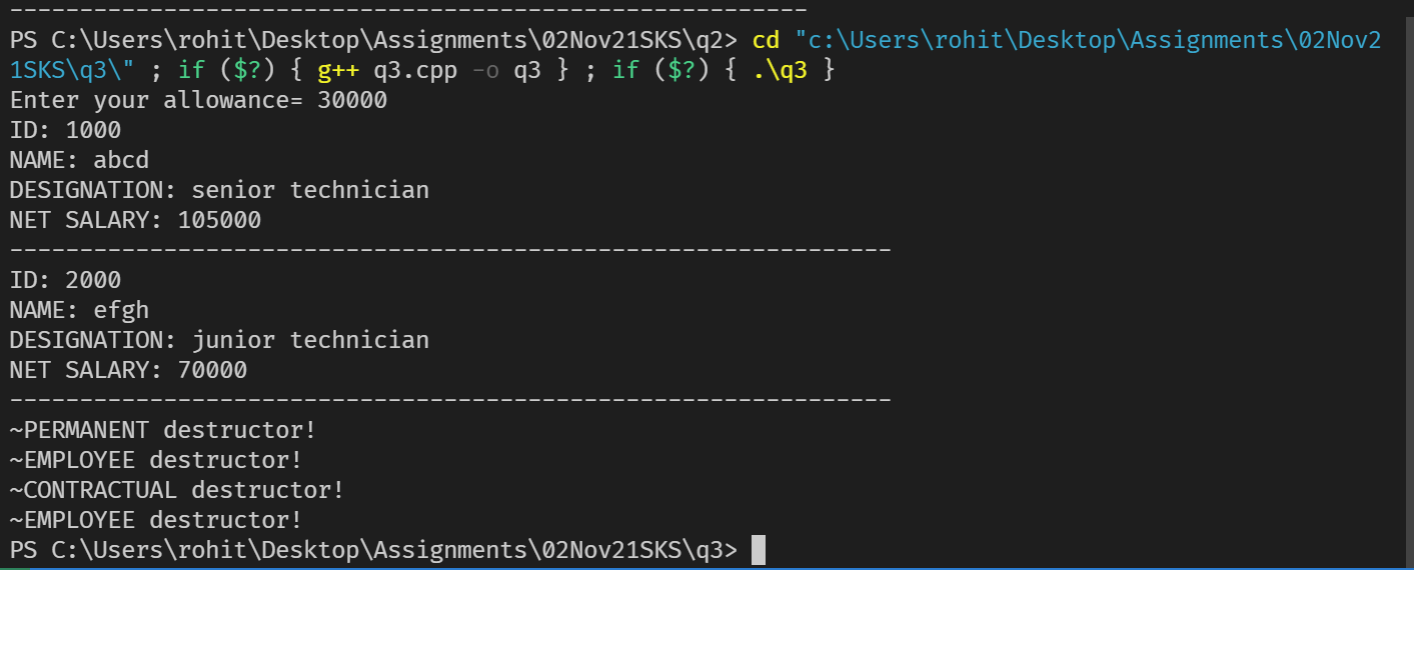 ---------------------------------------------------------
PS C:\Users\rohit\Desktop\Assignments\02Nov21SKS\q2> cd "c:\Users\rohit\Desktop\Assignments\02Nov2
1SKS\q3\" ; if ($?) { g++ q3.cpp -o q3 } ; if ($?) { .\q3 }
Enter your allowance= 30000
ID: 1000
NAME: abcd
DESIGNATION: senior technician
NET SALARY: 105000
---------------------------------------------------------------
ID: 2000
NAME: efgh
DESIGNATION: junior technician
NET SALARY: 70000
---------------------------------------------------------------
~PERMANENT destructor!
~EMPLOYEE destructor!
~CONTRACTUAL destructor!
~EMPLOYEE destructor!
PS C:\Users\rohit\Desktop\Assignments\02Nov21SKS\q3>